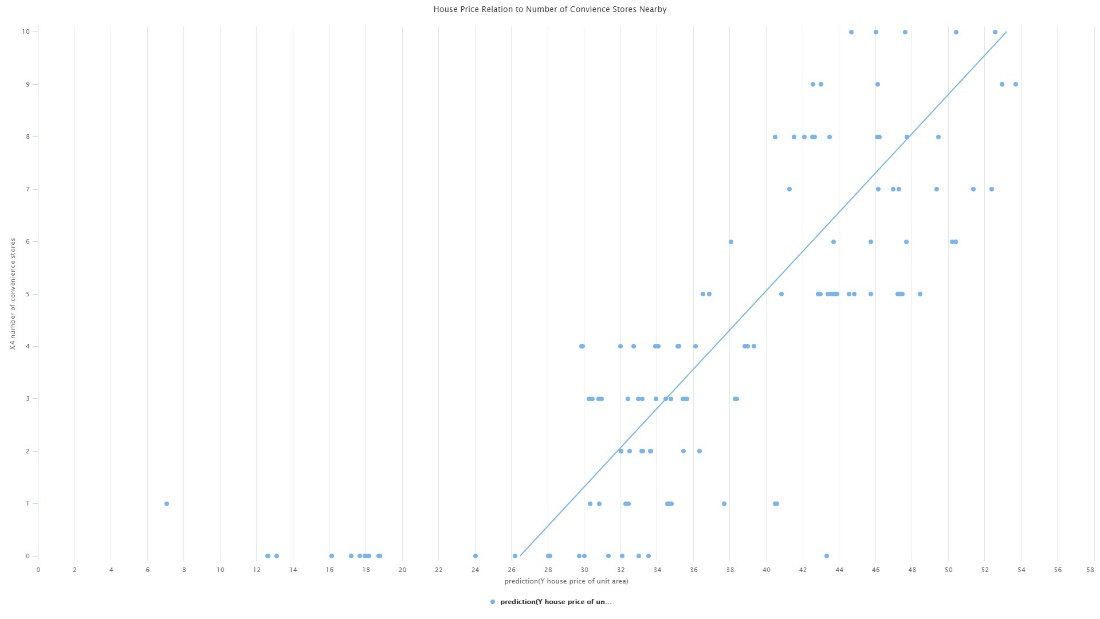 House Price Relation to Number of Convience Stores Nearby
10
9
8
7
6
5
4
3
2
1
0
X4 number of convenience stores
0 2 4 6 8 10 12 14 16 18 20 22 24 26 28 30 32 34 36 38 40 42 44 46 48 50 52 54 56 58
prediction(Y house price of unit area)
prediction(Y house price of un...